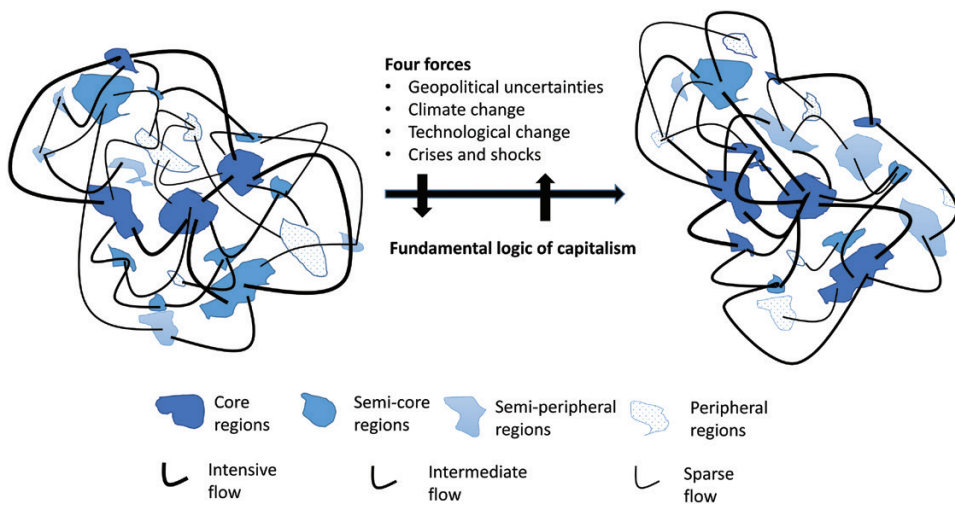 Four forces
• Geopolitical uncertainties
• Climate change
• Technological change
• Crises and shocks
Fundamental logic of capitalism
Core
regions
Semi-core
regions
Semi-peripheral
regions
Peripheral
regions
Intensive
flow
Intermediate
flow
Sparse
flow